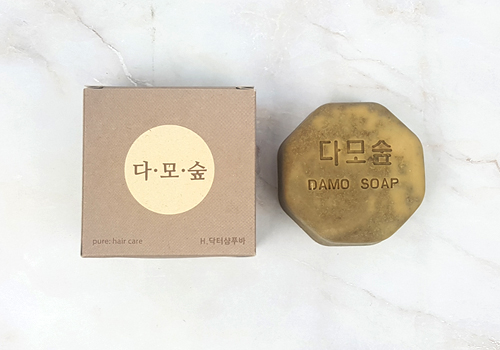 다·모·숲
pure: hair care
H.닥터샴푸바
다모숲
DAMO SOAP